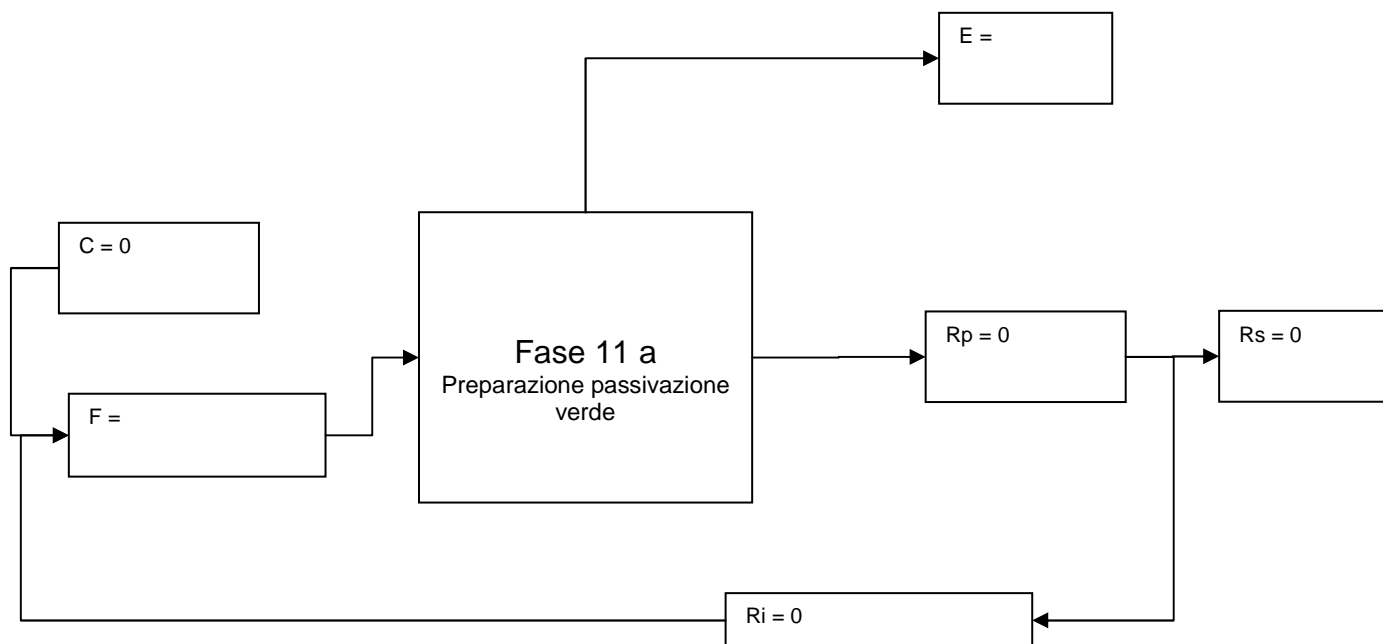 E =
C = 0
Fase 11 a
Preparazione passivazione
verde
Rp = 0
Rs = 0
F =
Ri = 0